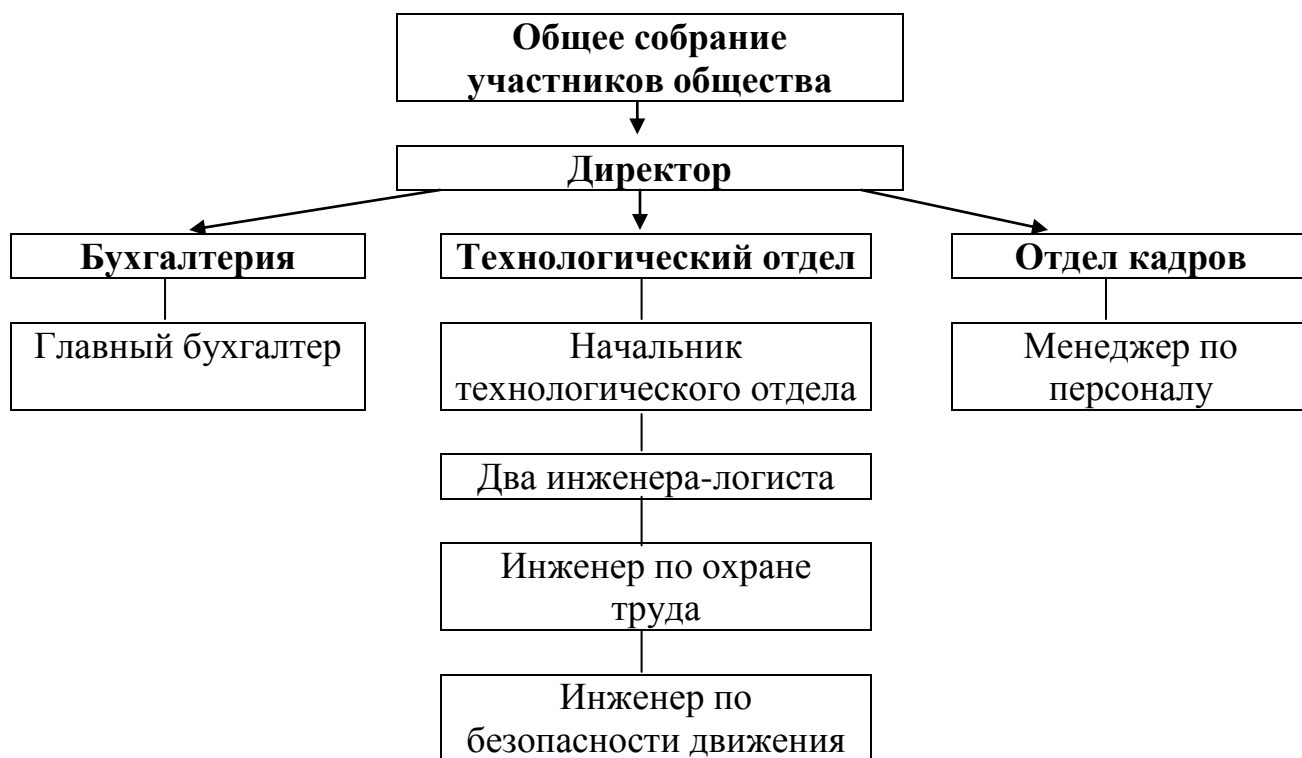 Общее собрание
участников общества
Директор
Бухгалтерия
Технологический отдел
Отдел кадров
Главный бухгалтер
Начальник
технологического отдела
Менеджер по
персоналу
Два инженера-логиста
Инженер по охране
труда
Инженер по
безопасности движения